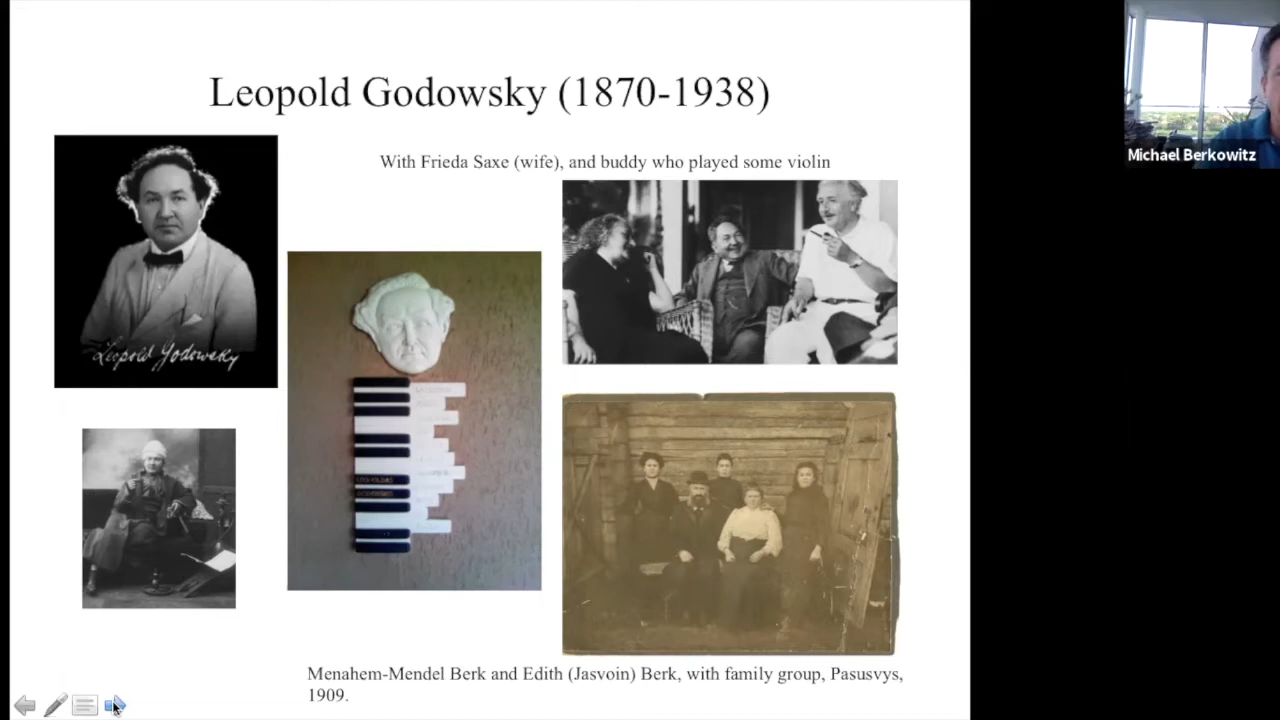 Leopold Godowsky (1870-1938)
With Frieda Saxe (wife), and buddy who played some violin
Michael Berkowitz
Leopold Godowsky
Menahem-Mendel Berk and Edith (Jasvoin) Berk, with family group, Pasusvys,
1909.